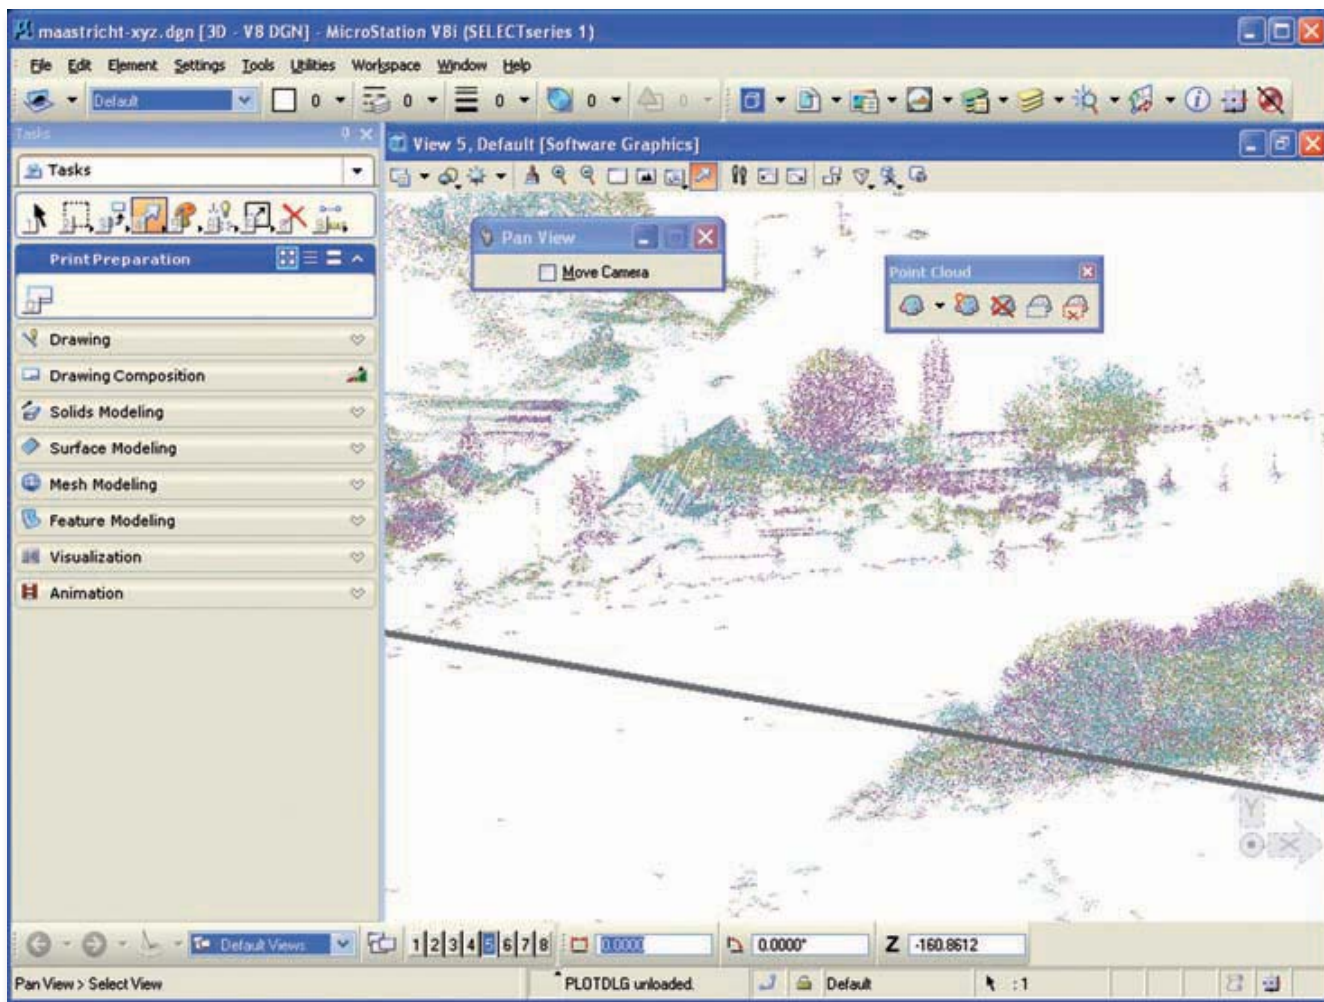 maastricht-xyz.dgn [3D - V8 DGN] - MicroStation V8i (SELECTseries 1)
File Edit Element Settings Tools Utilities Workspace Window Help
Default 0 0 0 0 0
Tasks
View 5, Default [Software Graphics]
Tasks
Pan View
Move Camera
Print Preparation
Point Cloud
Drawing
Drawing Composition
Solids Modeling
Surface Modeling
Mesh Modeling
Feature Modeling
Visualization
Animation
Y
X
Default Views 1 2 3 4 5 6 7 8 0.0000 0.0000° Z -160.8612
Pan View > Select View PLOTDLG unloaded. Default : 1